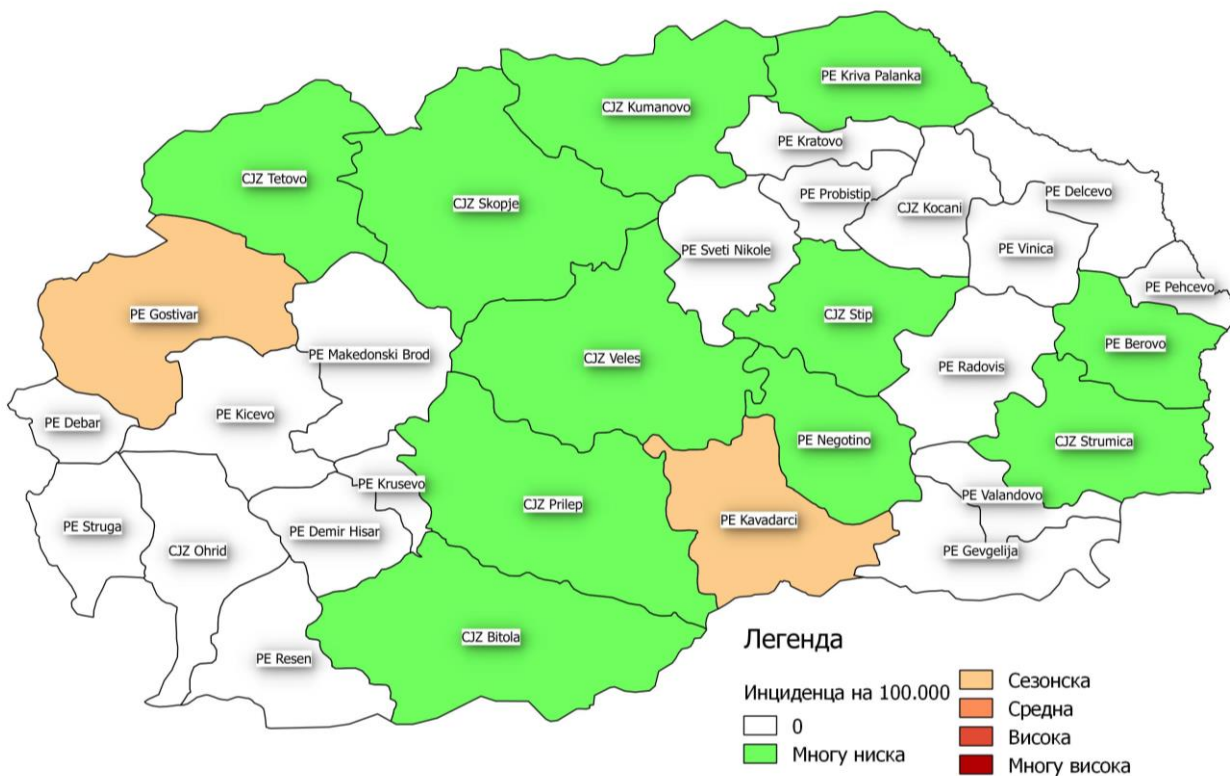 PE Kriva Palanka
CJZ Kumanovo
PE Kratovo
CJZ Tetovo
PE Delcevo
PE Probistip
CJZ Skopje
CJZ Kocani
PE Sveti Nikole
PE Vinica
PE Pehcevo
PE Gostivar
CJZ Stip
PE Berovo
PE Makedonski Brod
CJZ Veles
PE Radovis
PE Kicevo
PE Debar
PE Negotino
CJZ Strumica
PE Krusevo
PE Valandovo
CJZ Prilep
PE Kavadarci
PE Struga
PE Demir Hisar
CJZ Ohrid
PE Gevgelija
CJZ Bitola
PE Resen
Легенда
Инциденца на 100.000
0
Многу ниска
Сезонска
Средна
Висока
Многу висока